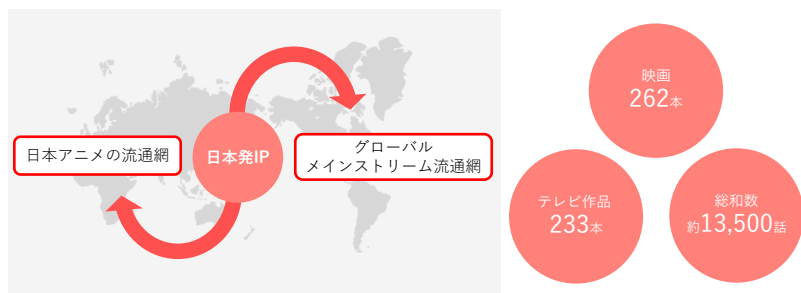 日本アニメの流通網
日本発IP
グローバル
メインストリーム流通網
映画
262本
テレビ作品
233本
総和数
約13,500話